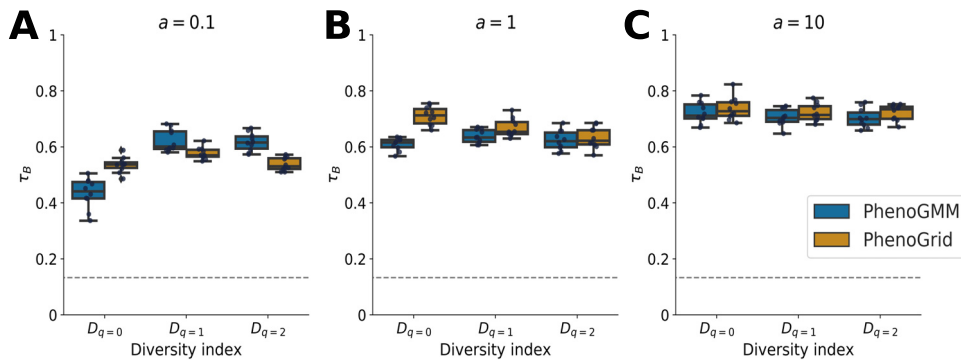 A
a = 0.1
1
0.8
0.6
0.4
0.2
0
τB
Dq=0 Dq=1 Dq=2
Diversity index
B
a = 1
1
0.8
0.6
0.4
0.2
0
τB
Dq=0 Dq=1 Dq=2
Diversity index
C
a = 10
1
0.8
0.6
0.4
0.2
0
τB
Dq=0 Dq=1 Dq=2
Diversity index
PhenoGMM
PhenoGrid